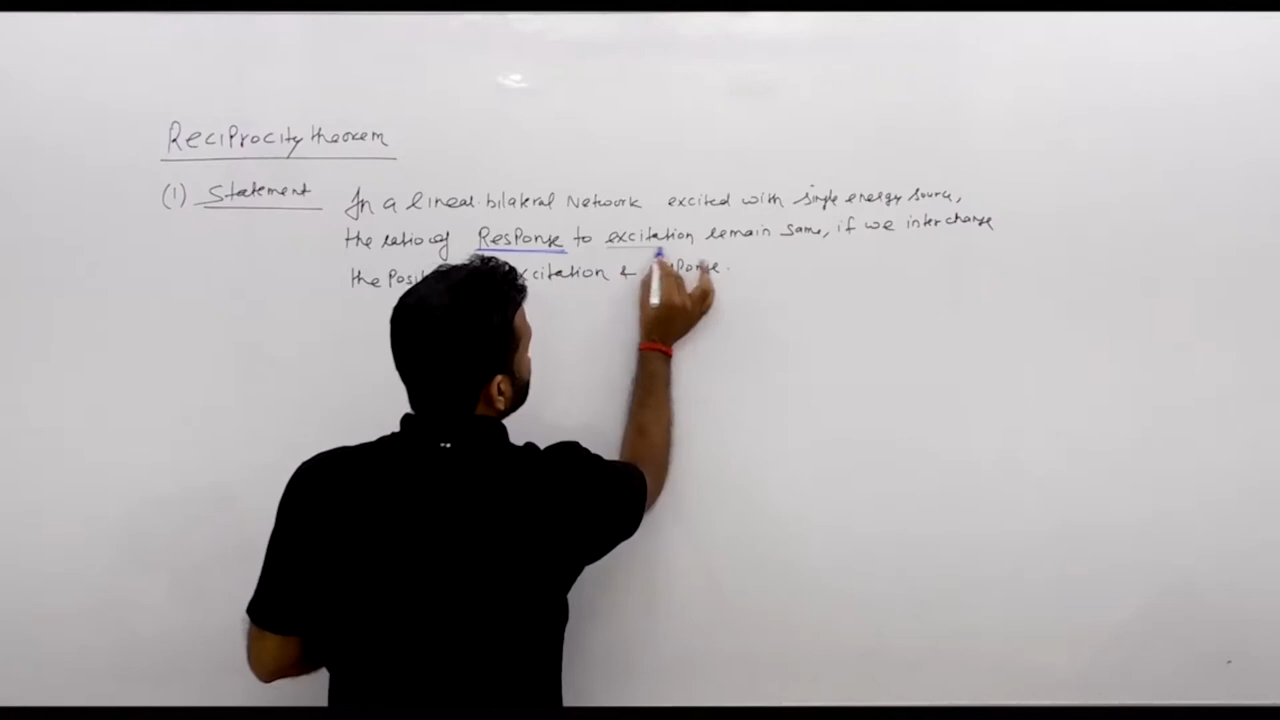 Reciprocity theorem
(1) Statement In a linear bilateral Network excited with single energy source,
the ratio of Response to excitation remain same, if we interchange
the xcitation &